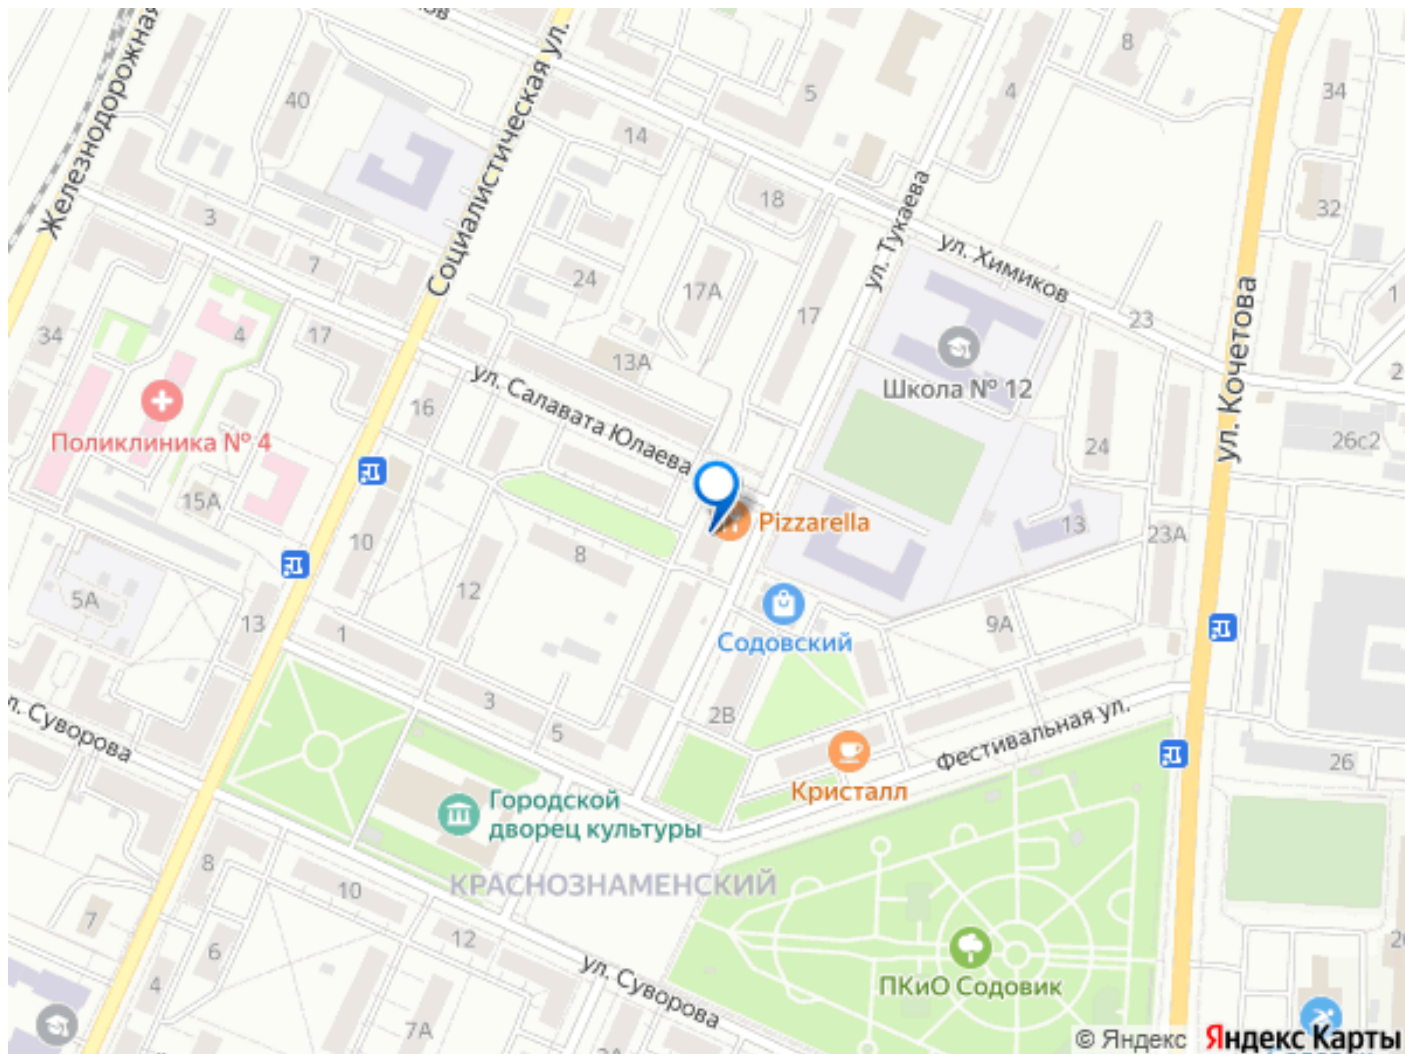 Железнодорожная
Социалистическая ул.
8
34
40
5
4
14
18
ул. Тукаева
32
3
7
24
17А
17
ул. Химиков
23
1
ул. Кочетова
34
4
17
13А
Школа № 12
2
ул. Салавата Юлаева
16
Поликлиника № 4
24
26с2
15А
10
8
12
Pizzarella
13
23А
5А
13
1
Содовский
9А
3
5
2В
Фестивальная ул.
л. Суворова
26
Кристалл
Городской
дворец культуры
КРАСНОЗНАМЕНСКИЙ
8
10
7
6
12
4
ул. Суворова
ПКиО Содовик
7А
© Яндекс Яндекс Карты